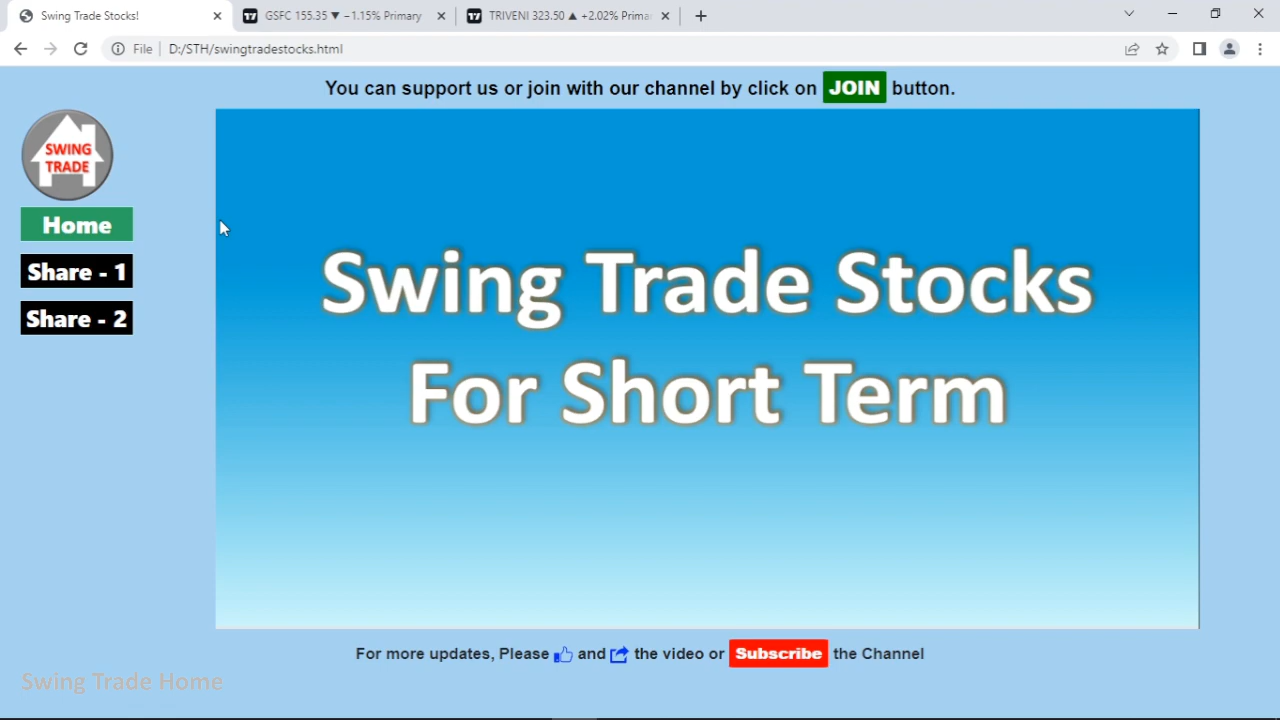 Swing Trade Stocks!
GSFC 155.35 ▼ −1.15% Primary
TRIVENI 323.50 ▲ +2.02% Prima
File
D:/STH/swingtradestocks.html
You can support us or join with our channel by click on JOIN button.
SWING
TRADE
Home
Share - 1
Share - 2
Swing Trade Stocks
For Short Term
For more updates, Please and the video or Subscribe the Channel
Swing Trade Home